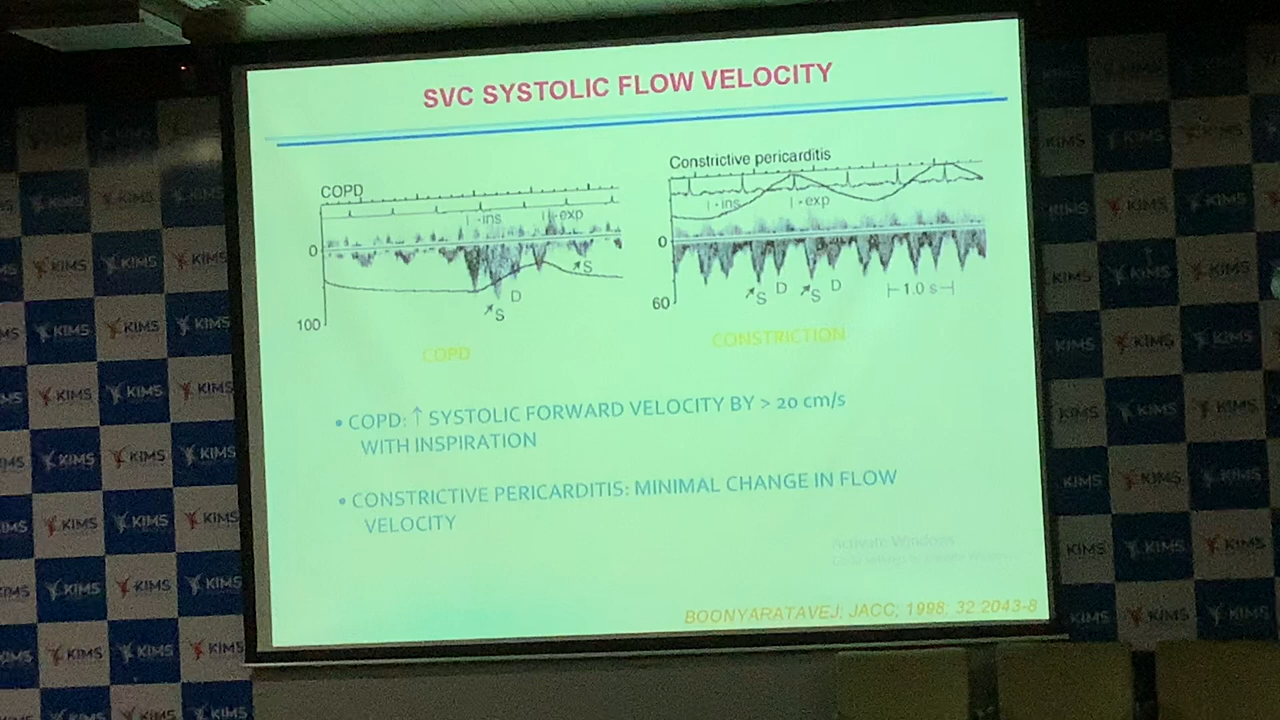 SVC SYSTOLIC FLOW VELOCITY
COPD
ins
exp
0
S
D
S
100
COPD
Constrictive pericarditis
ins
exp
0
60
S
D
S
D
1.0 s
CONSTRICTION
• COPD: ↑ SYSTOLIC FORWARD VELOCITY BY > 20 cm/s
WITH INSPIRATION
• CONSTRICTIVE PERICARDITIS: MINIMAL CHANGE IN FLOW
VELOCITY
Activate Windows
BOONYARATAVEJ; JACC; 1998; 32:2043-8
KIMS